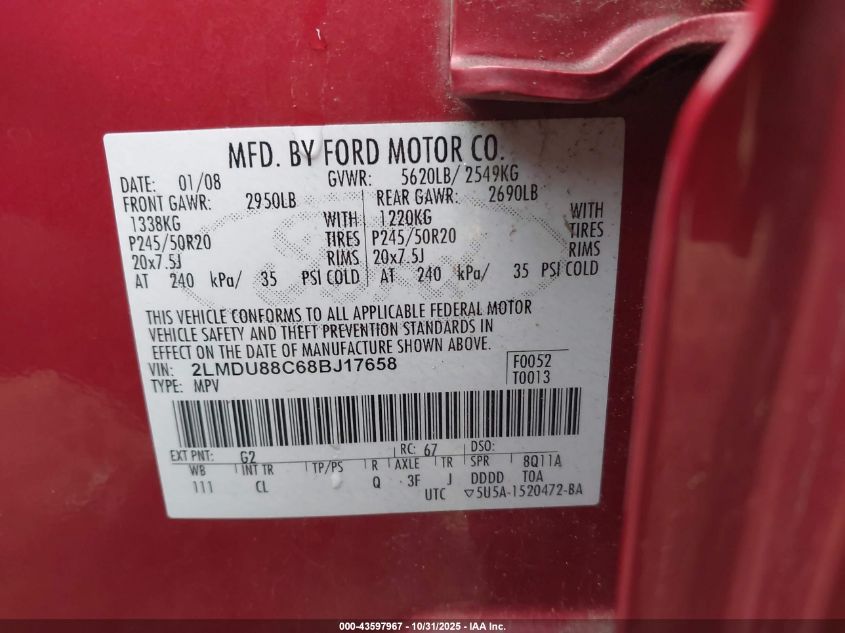 MFD. BY FORD MOTOR CO.
DATE: 01/08 GVWR: 5620LB/ 2549KG
FRONT GAWR: 2950LB REAR GAWR: 2690LB
1338KG WITH 1220KG WITH
P245/50R20 TIRES P245/50R20 TIRES
20x7.5J RIMS 20x7.5J RIMS
AT 240 kPa/ 35 PSI COLD AT 240 kPa/ 35 PSI COLD
THIS VEHICLE CONFORMS TO ALL APPLICABLE FEDERAL MOTOR
VEHICLE SAFETY AND THEFT PREVENTION STANDARDS IN
EFFECT ON THE DATE OF MANUFACTURE SHOWN ABOVE.
VIN: 2LMDU88C68BJ17658 F0052
TYPE: MPV T0013
EXT PNT: G2 RC: 67 DSO:
WB INT TR TP/PS R AXLE TR SPR 8Q11A
111 CL Q 3F J DDDD TOA
UTC ▽5U5A-1520472-BA
000-43597967 - 10/31/2025 - IAA Inc.